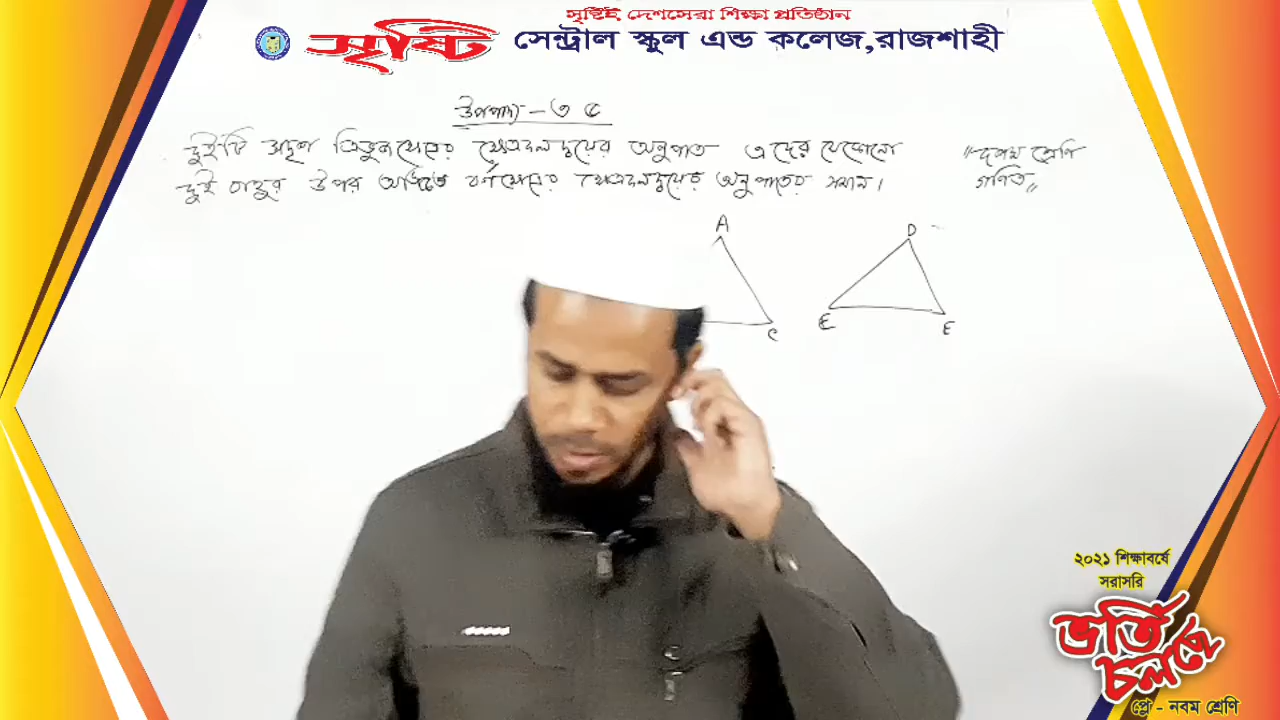 সৃষ্টিই দেশসেরা শিক্ষা প্রতিষ্ঠান
সৃষ্টি সেন্ট্রাল স্কুল এন্ড কলেজ,রাজশাহী
উপপাদ্য - ৩৫
দুইটি সদৃশ ত্রিভুজক্ষেত্রের ক্ষেত্রফলদ্বয়ের অনুপাত এদের যেকোনো
দুই বাহুর উপর অঙ্কিত বর্গক্ষেত্রের ক্ষেত্রফলদ্বয়ের অনুপাতের সমান।
"দশম শ্রেণি
গণিত"
A
C
D
E
২০২১ শিক্ষাবর্ষে
সরাসরি
ভর্তি
চলছে
প্লে - নবম শ্রেণি